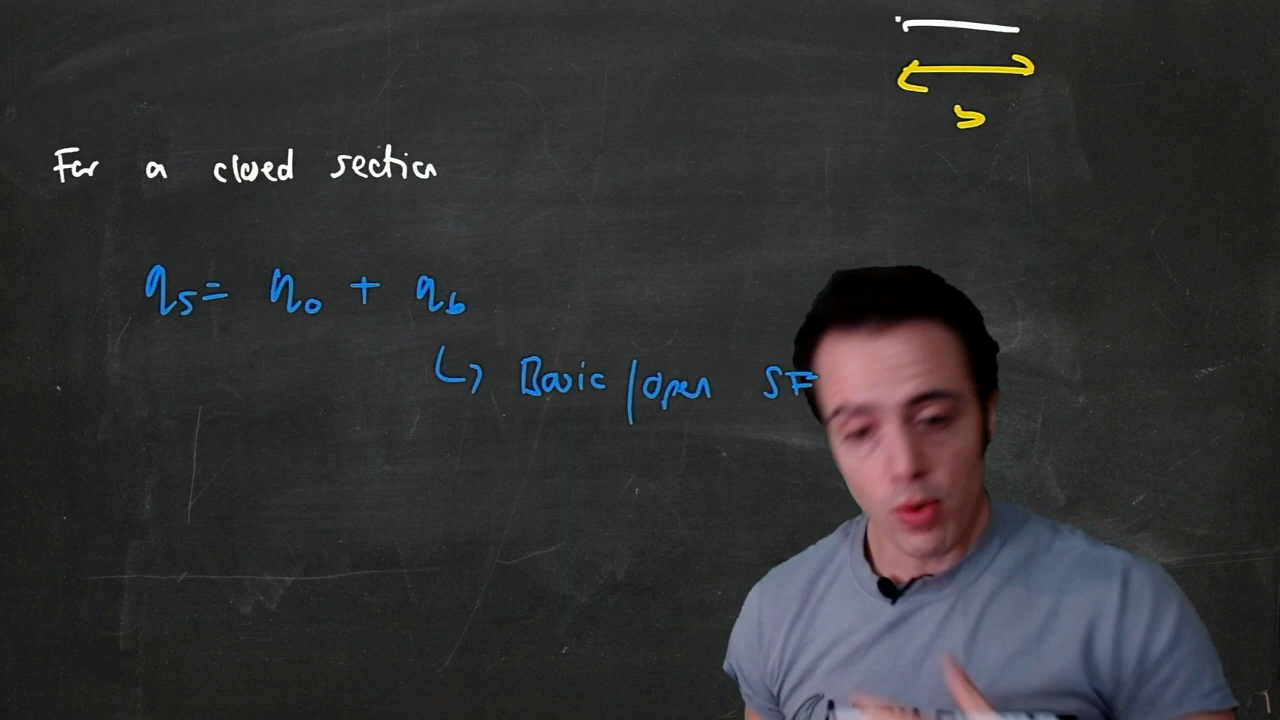 s
For a closed section
qs = q0 + qb
↳ Basic/open SF